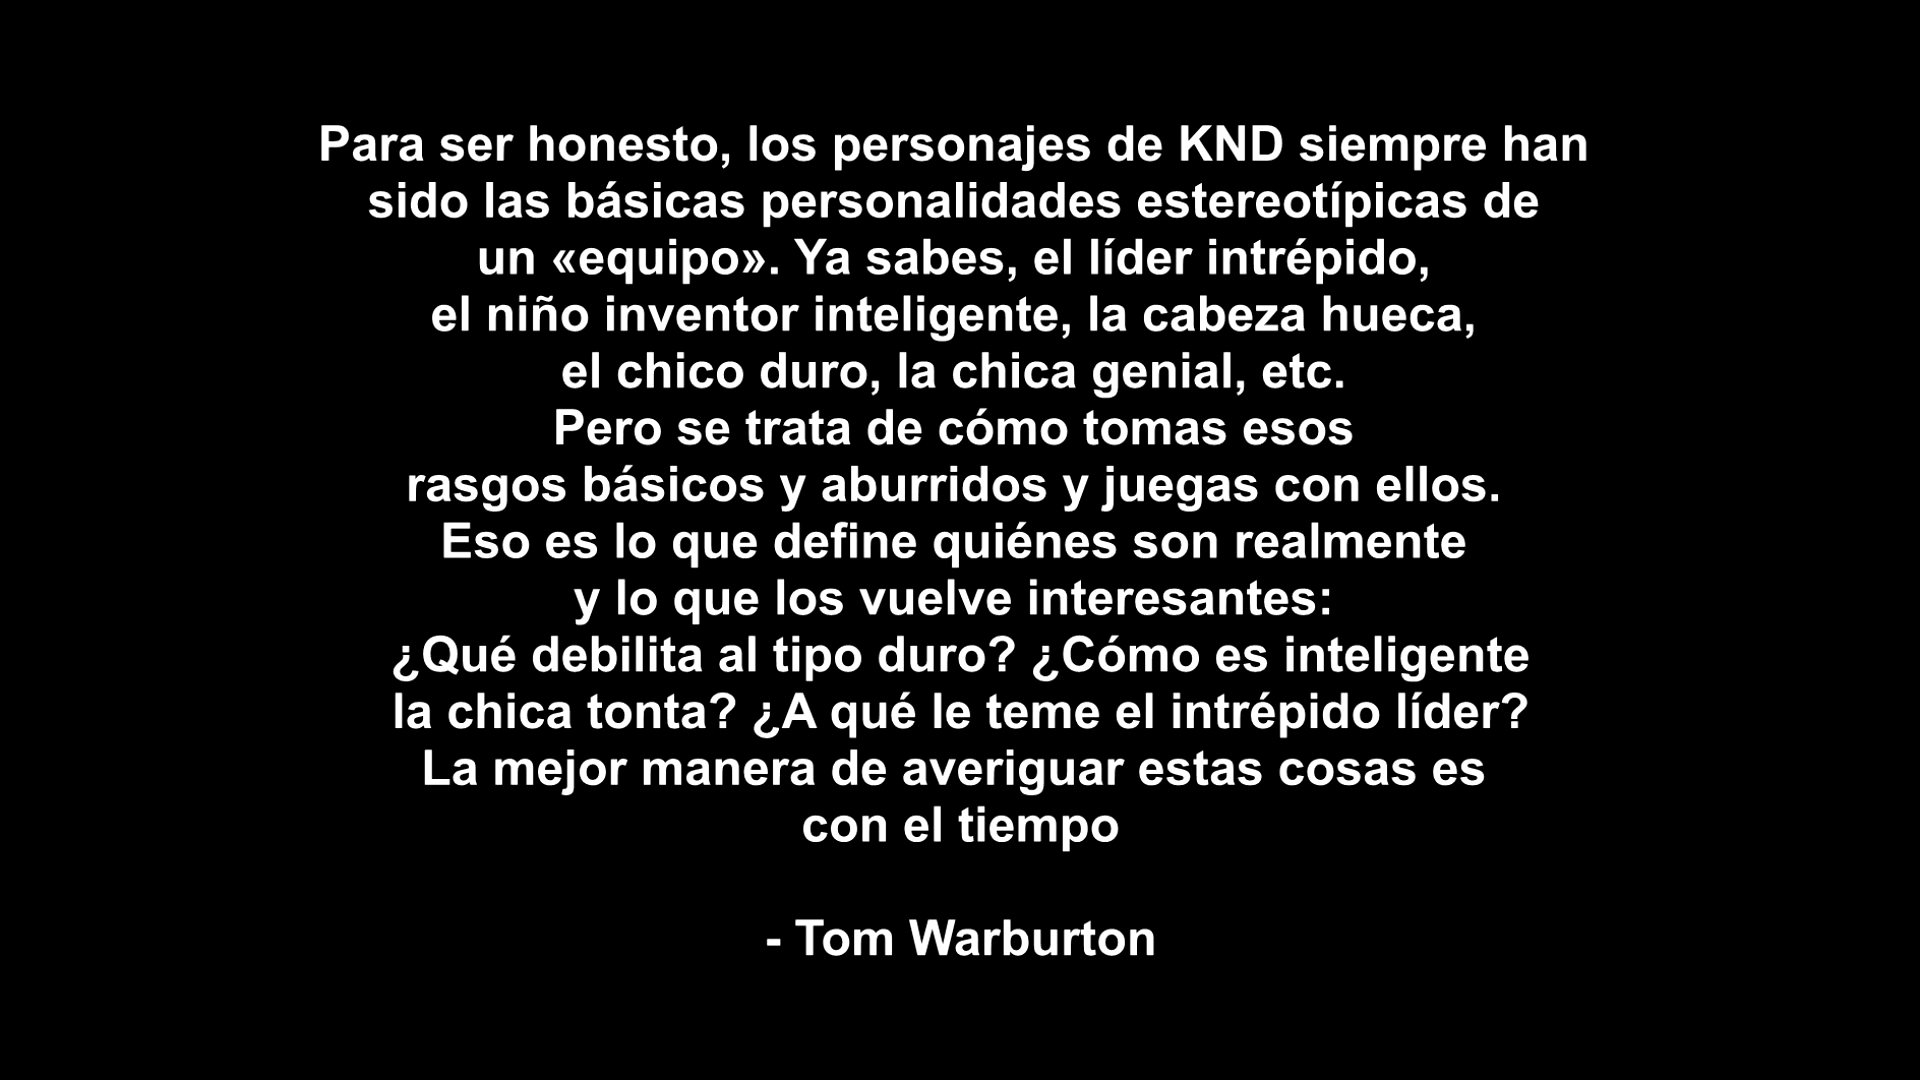 Para ser honesto, los personajes de KND siempre han
sido las básicas personalidades estereotípicas de
un «equipo». Ya sabes, el líder intrépido,
el niño inventor inteligente, la cabeza hueca,
el chico duro, la chica genial, etc.
Pero se trata de cómo tomas esos
rasgos básicos y aburridos y juegas con ellos.
Eso es lo que define quiénes son realmente
y lo que los vuelve interesantes:
¿Qué debilita al tipo duro? ¿Cómo es inteligente
la chica tonta? ¿A qué le teme el intrépido líder?
La mejor manera de averiguar estas cosas es
con el tiempo
- Tom Warburton